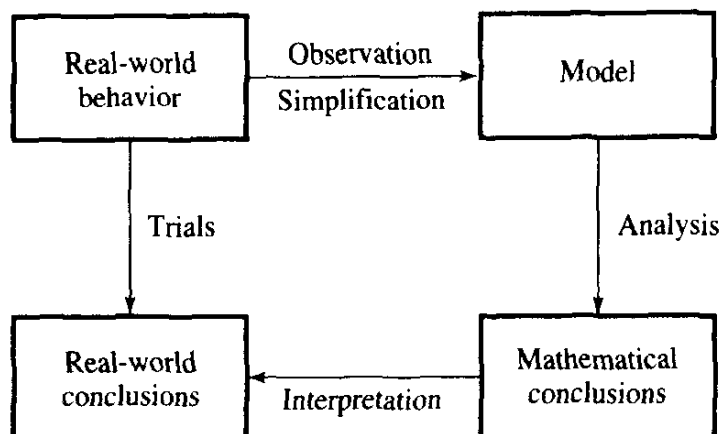 Real-world
behavior
Observation
Simplification
Model
Trials
Analysis
Real-world
conclusions
Interpretation
Mathematical
conclusions